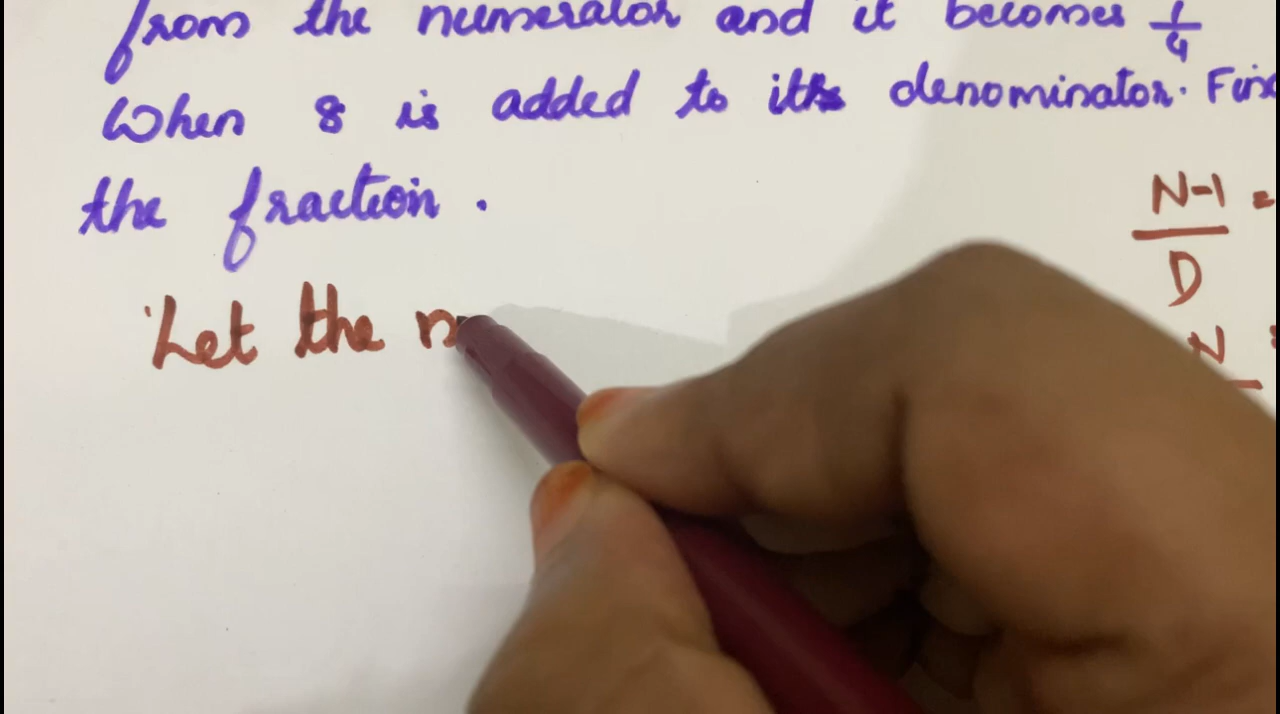 from the numerator and it becomes 1/4
When 8 is added to its denominator. Find
the fraction.
N-1 =
D
N
Let the n